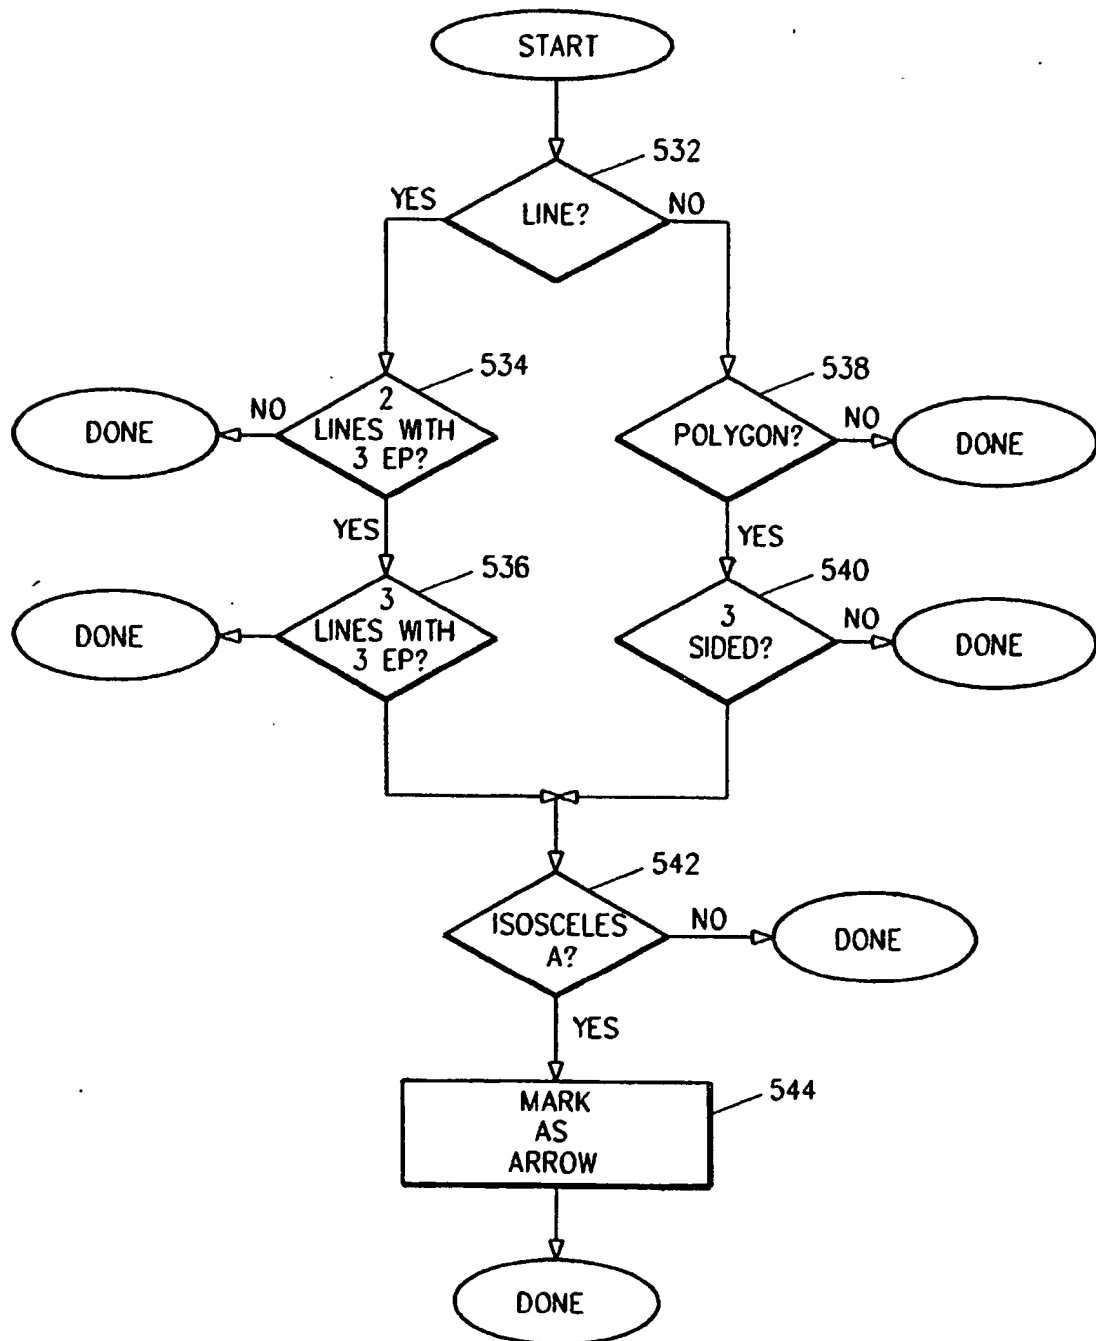 START
532
YES
LINE?
NO
534
538
DONE
NO
2
LINES WITH
3 EP?
POLYGON?
NO
DONE
YES
YES
536
540
DONE
3
LINES WITH
3 EP?
3
SIDED?
NO
DONE
542
ISOSCELES
A?
NO
DONE
YES
544
MARK
AS
ARROW
DONE